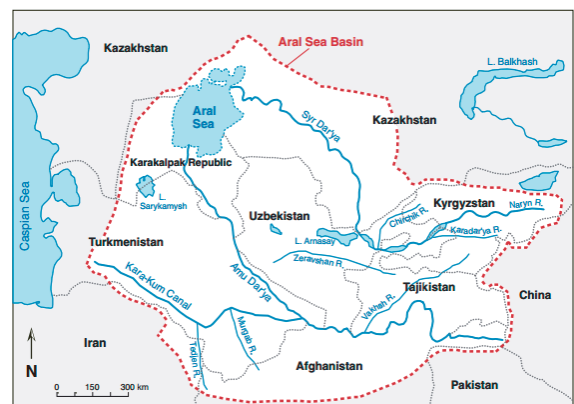 Aral Sea Basin
Kazakhstan
L. Balkhash
Aral
Sea
Syr Dar'ya
Kazakhstan
Karakalpak Republic
L.
Sarykamysh
Caspian Sea
Uzbekistan
Chirchik R.
Kyrgyzstan
Naryn R.
Karadar'ya R.
L. Arnasay
Zeravshan R.
Turkmenistan
Kara-Kum Canal
Amu Dar'ya
Tajikistan
Vakhsh R.
China
Murgab R.
Tedjen R.
Iran
Afghanistan
Pakistan
N
0 150 300 km